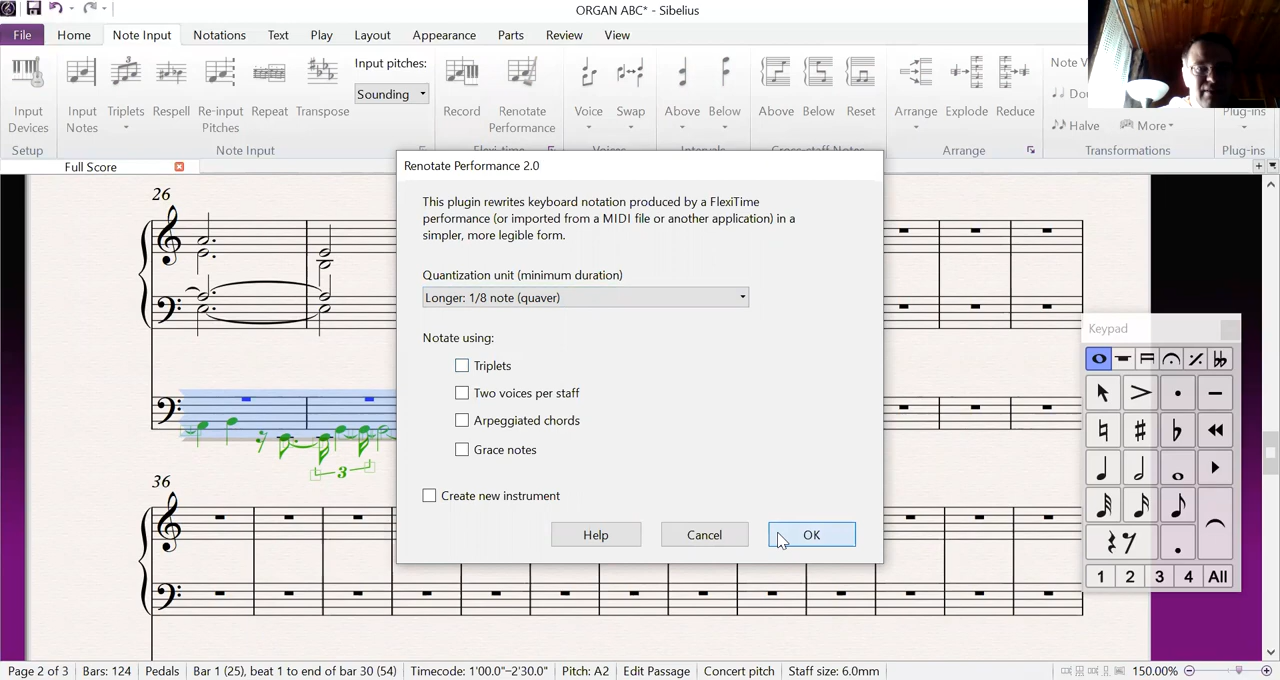 ORGAN ABC* - Sibelius
File Home Note Input Notations Text Play Layout Appearance Parts Review View
Input Devices
Input Notes
Triplets
Respell
Re-input Pitches
Repeat
Transpose
Input pitches:
Sounding
Record
Renotate Performance
Voice
Swap
Above
Below
Above
Below
Reset
Arrange
Explode
Reduce
Note V
Dou
Halve
More
Plug-ins
Setup
Note Input
Arrange
Transformations
Plug-ins
Full Score
26
3
36
Renotate Performance 2.0
This plugin rewrites keyboard notation produced by a FlexiTime
performance (or imported from a MIDI file or another application) in a
simpler, more legible form.
Quantization unit (minimum duration)
Longer: 1/8 note (quaver)
Notate using:
Triplets
Two voices per staff
Arpeggiated chords
Grace notes
Create new instrument
Help Cancel OK
Keypad
1 2 3 4 All
Page 2 of 3 Bars: 124 Pedals Bar 1 (25), beat 1 to end of bar 30 (54) Timecode: 1'00.0"–2'30.0" Pitch: A2 Edit Passage Concert pitch Staff size: 6.0mm 150.00%